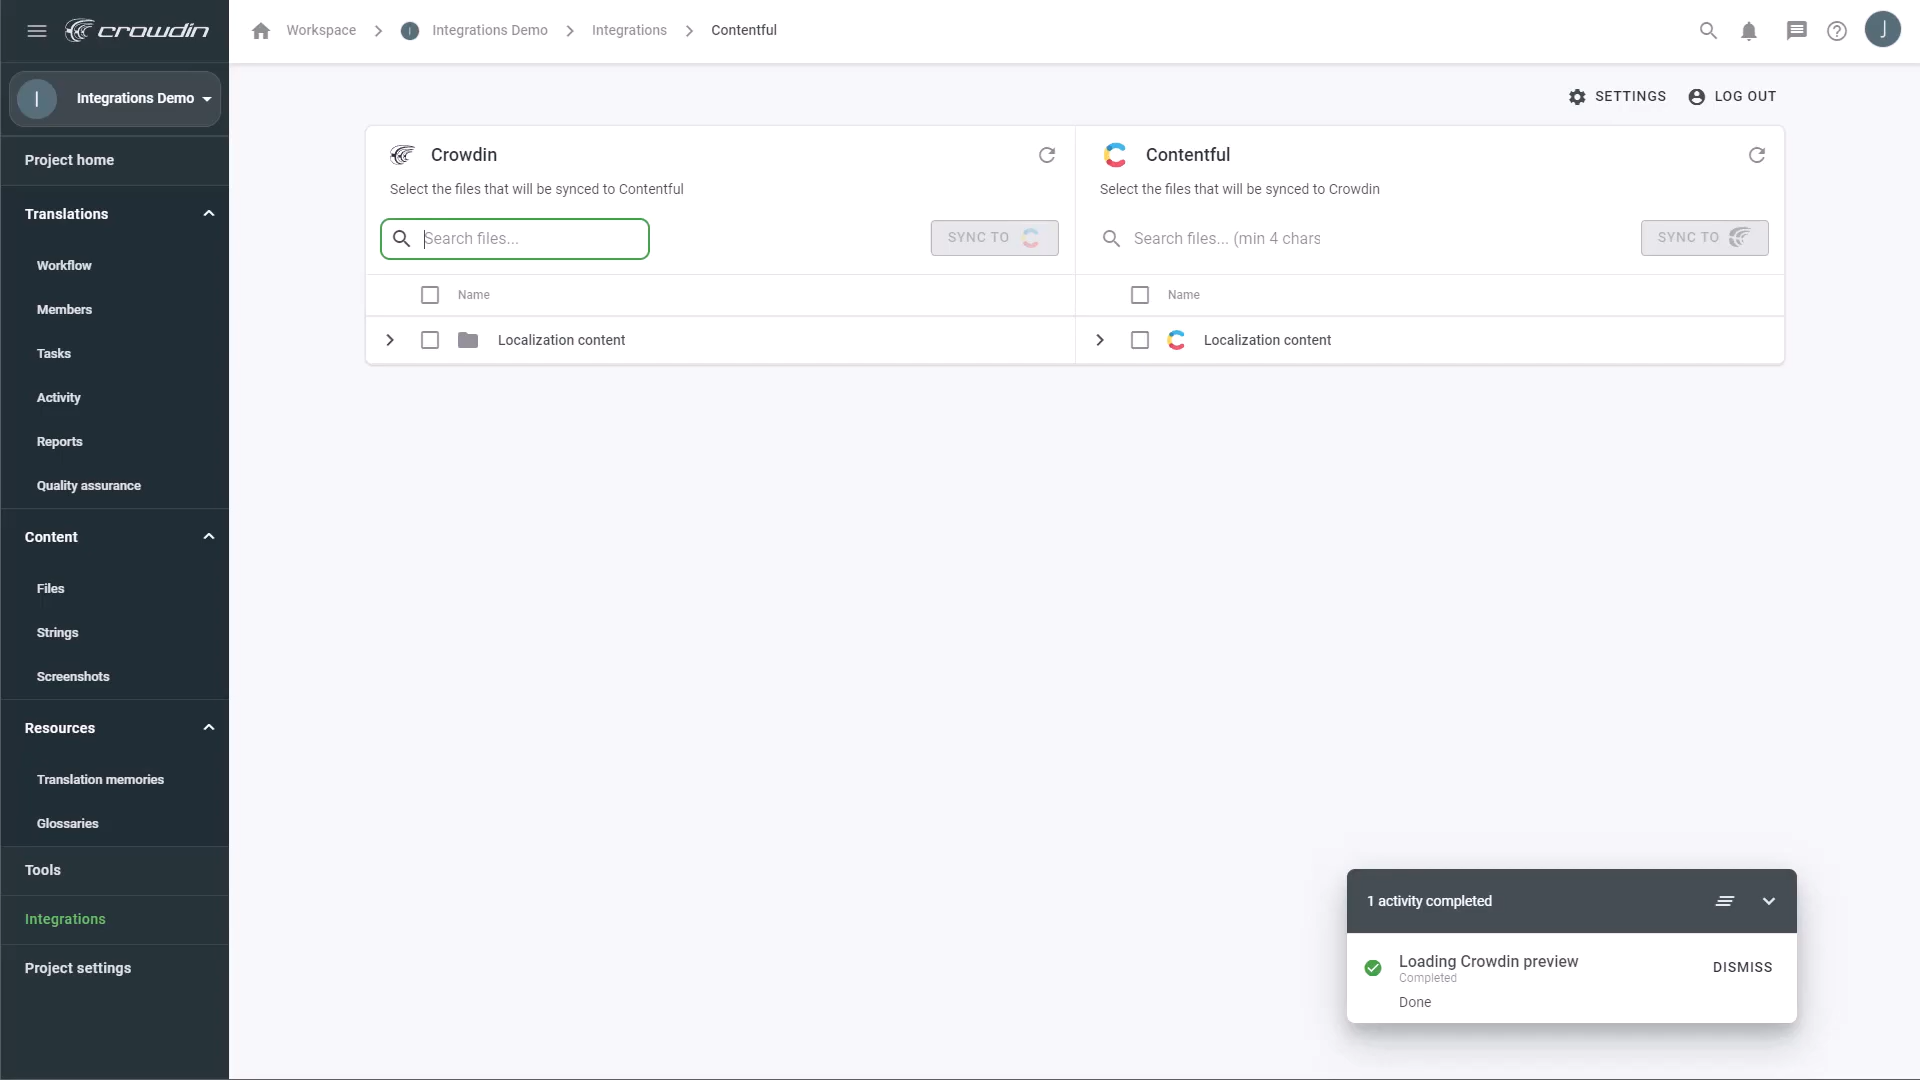 crowdin
Workspace
Integrations Demo
Integrations
Contentful
J
I
Integrations Demo
Project home
Translations
Workflow
Members
Tasks
Activity
Reports
Quality assurance
Content
Files
Strings
Screenshots
Resources
Translation memories
Glossaries
Tools
Integrations
Project settings
SETTINGS
LOG OUT
Crowdin
Select the files that will be synced to Contentful
Search files...
SYNC TO
Name
Localization content
Contentful
Select the files that will be synced to Crowdin
Search files... (min 4 chars
SYNC TO
Name
Localization content
1 activity completed
Loading Crowdin preview
Completed
Done
DISMISS